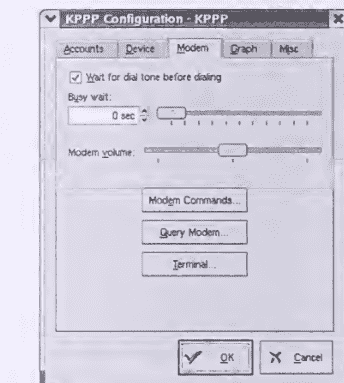 KPPP Configuration - KPPP
Accounts Device Modem Graph Misc
Wait for dial tone before dialing
Busy wait:
0 sec
Modem volume:
Modem Commands...
Query Modem...
Terminal...
OK Cancel